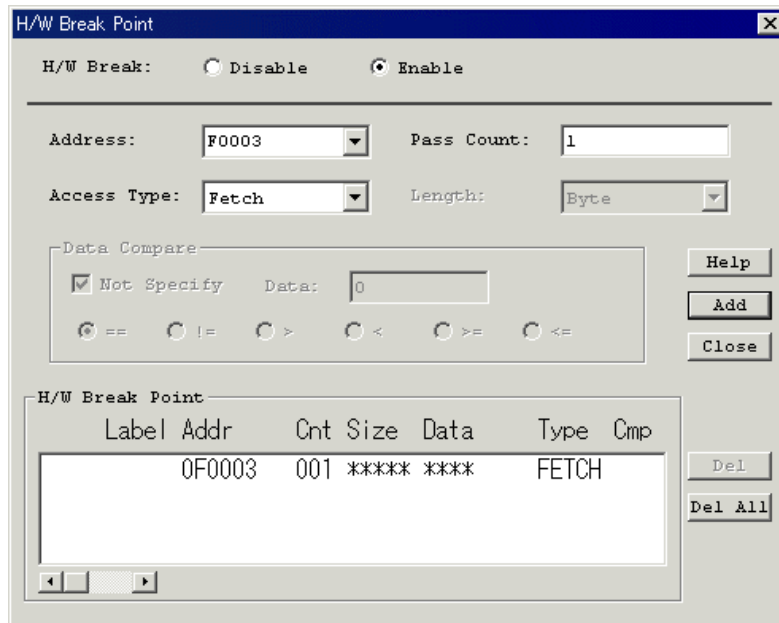 H/W Break Point
H/W Break: Disable Enable
Address: F0003 Pass Count: 1
Access Type: Fetch Length: Byte
Data Compare
Not Specify Data: 0
== != > < >= <=
Help
Add
Close
H/W Break Point
Label Addr Cnt Size Data Type Cmp
0F0003 001 ***** **** FETCH
Del
Del All